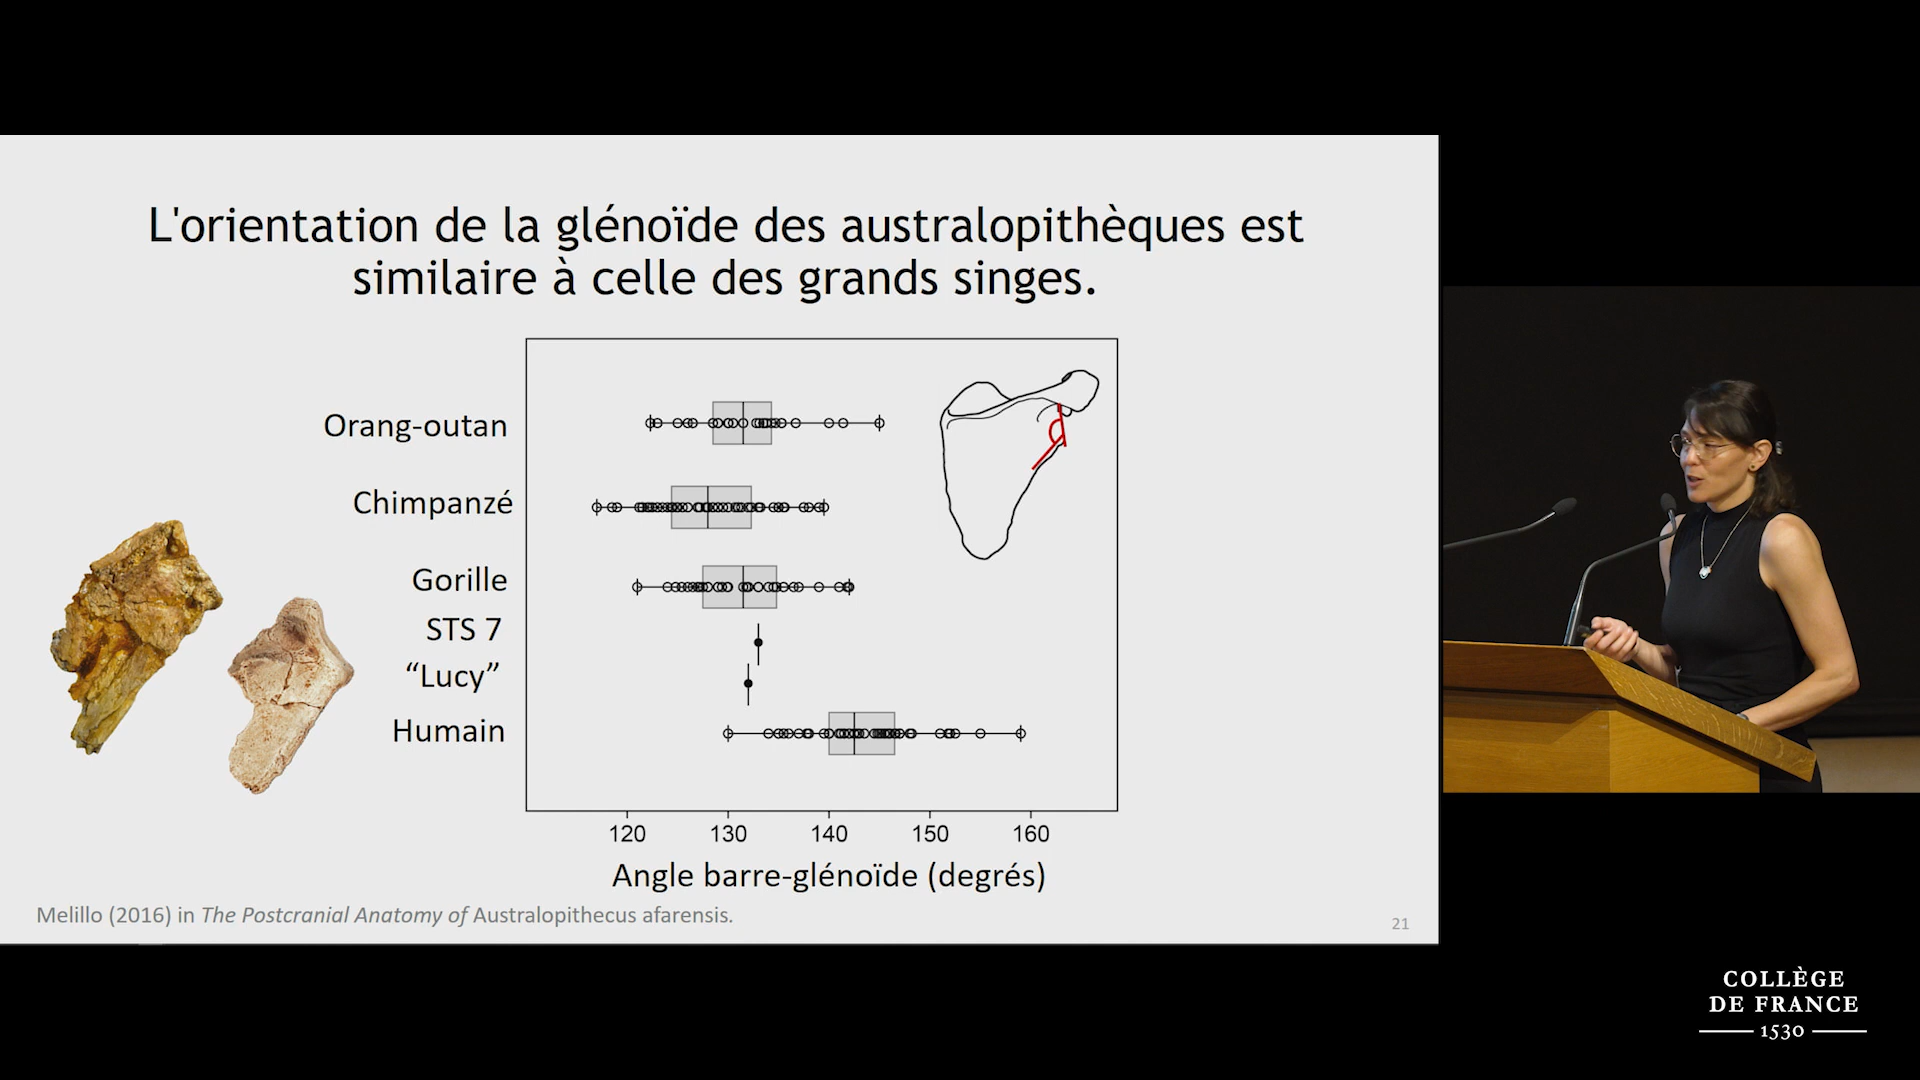 L'orientation de la glénoïde des australopithèques est
similaire à celle des grands singes.
Orang-outan
Chimpanzé
Gorille
STS 7
“Lucy”
Humain
120 130 140 150 160
Angle barre-glénoïde (degrés)
Melillo (2016) in The Postcranial Anatomy of Australopithecus afarensis.
21
COLLÈGE
DE FRANCE
1530